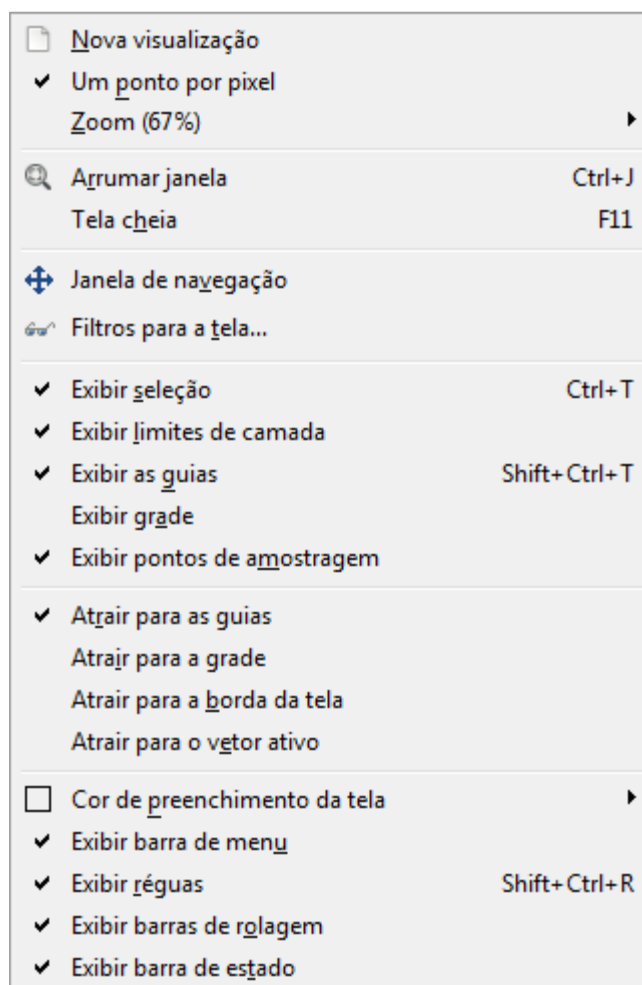 Nova visualização
Um ponto por pixel
Zoom (67%)
Arrumar janela Ctrl+J
Tela cheia F11
Janela de navegação
Filtros para a tela...
Exibir seleção Ctrl+T
Exibir limites de camada
Exibir as guias Shift+Ctrl+T
Exibir grade
Exibir pontos de amostragem
Atrair para as guias
Atrair para a grade
Atrair para a borda da tela
Atrair para o vetor ativo
Cor de preenchimento da tela
Exibir barra de menu
Exibir réguas Shift+Ctrl+R
Exibir barras de rolagem
Exibir barra de estado